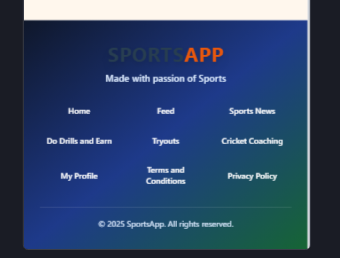 SPORTSAPP
Made with passion of Sports
Home Feed Sports News
Do Drills and Earn Tryouts Cricket Coaching
My Profile Terms and Conditions Privacy Policy
© 2025 SportsApp. All rights reserved.